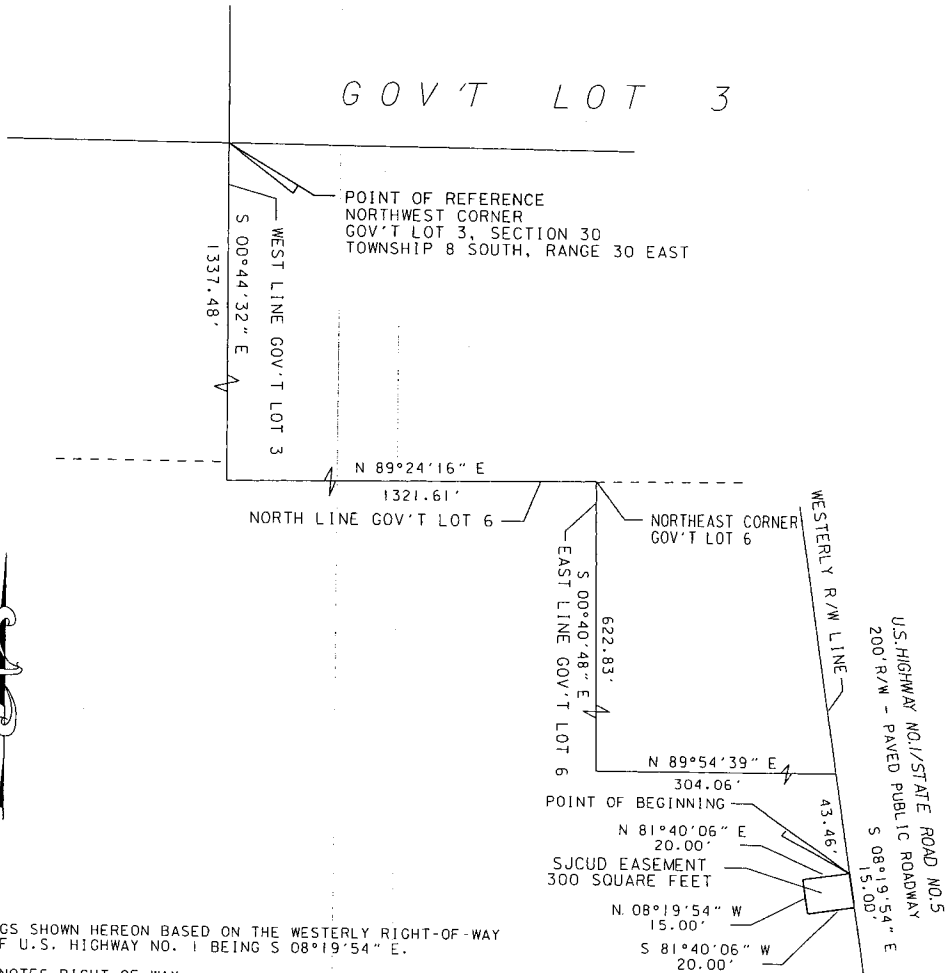 GOV'T LOT 3
POINT OF REFERENCE
NORTHWEST CORNER
GOV'T LOT 3, SECTION 30
TOWNSHIP 8 SOUTH, RANGE 30 EAST
WEST LINE GOV'T LOT 3
S 00°44'32" E
1337.48'
N 89°24'16" E
1321.61'
NORTH LINE GOV'T LOT 6
NORTHEAST CORNER
GOV'T LOT 6
622.83'
S 00°40'48" E
EAST LINE GOV'T LOT 6
WESTERLY R/W LINE
U.S.HIGHWAY NO.1/STATE ROAD NO.5
200'R/W - PAVED PUBLIC ROADWAY
S 08°19'54" E
15.00'
N 89°54'39" E
304.06'
43.46'
POINT OF BEGINNING
N 81°40'06" E
20.00'
SJCUD EASEMENT
300 SQUARE FEET
N. 08°19'54" W
15.00'
S 81°40'06" W
20.00'
GS SHOWN HEREON BASED ON THE WESTERLY RIGHT-OF-WAY
F U.S. HIGHWAY NO. 1 BEING S 08°19'54" E.